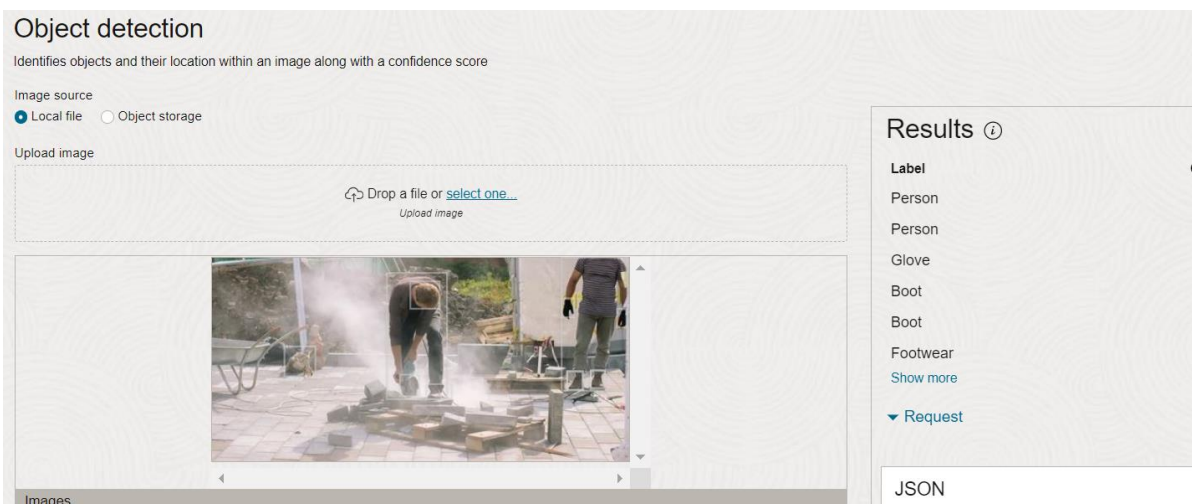 Object detection
Identifies objects and their location within an image along with a confidence score
Image source
Local file
Object storage
Upload image
Drop a file or select one...
Upload image
Images
Results
Label
Person
Person
Glove
Boot
Boot
Footwear
Show more
Request
JSON